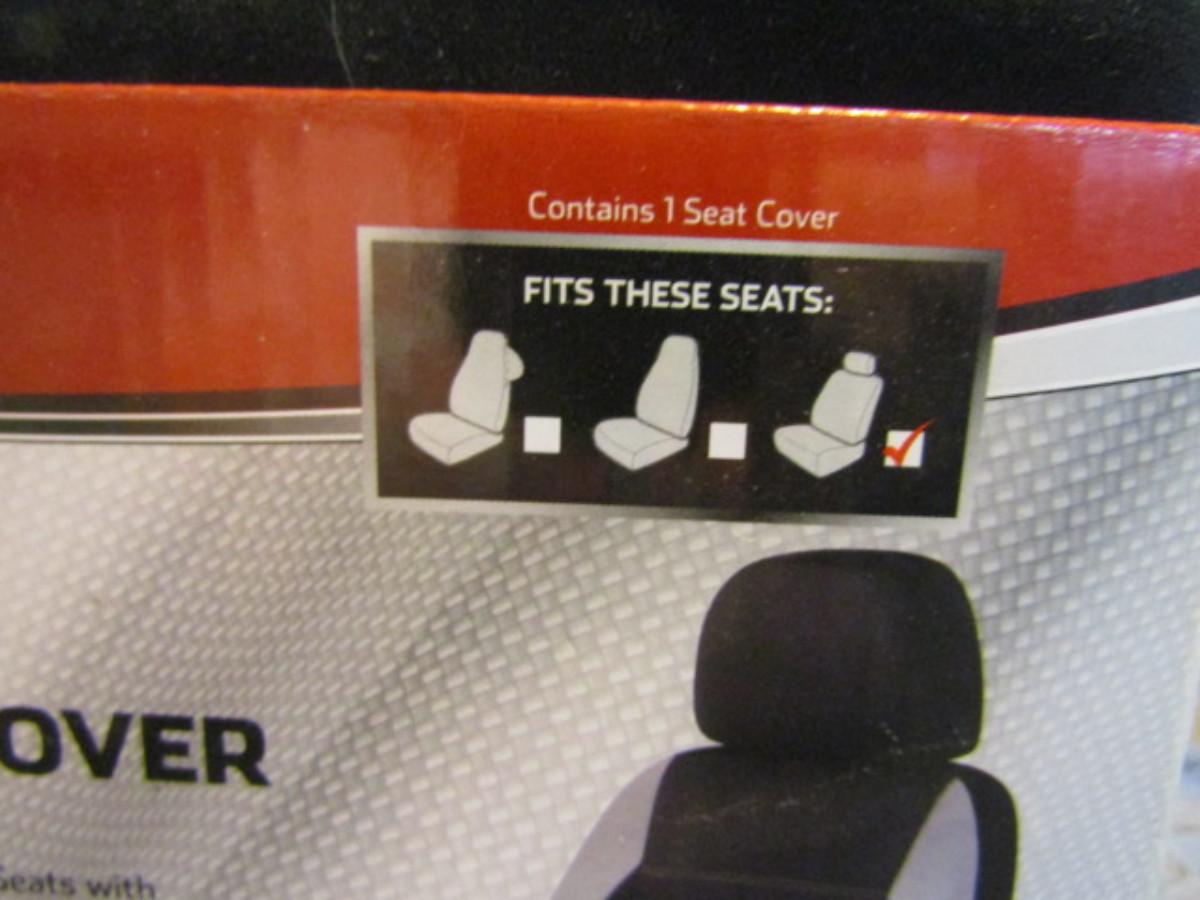 Contains 1 Seat Cover
FITS THESE SEATS:
OVER
Seats with